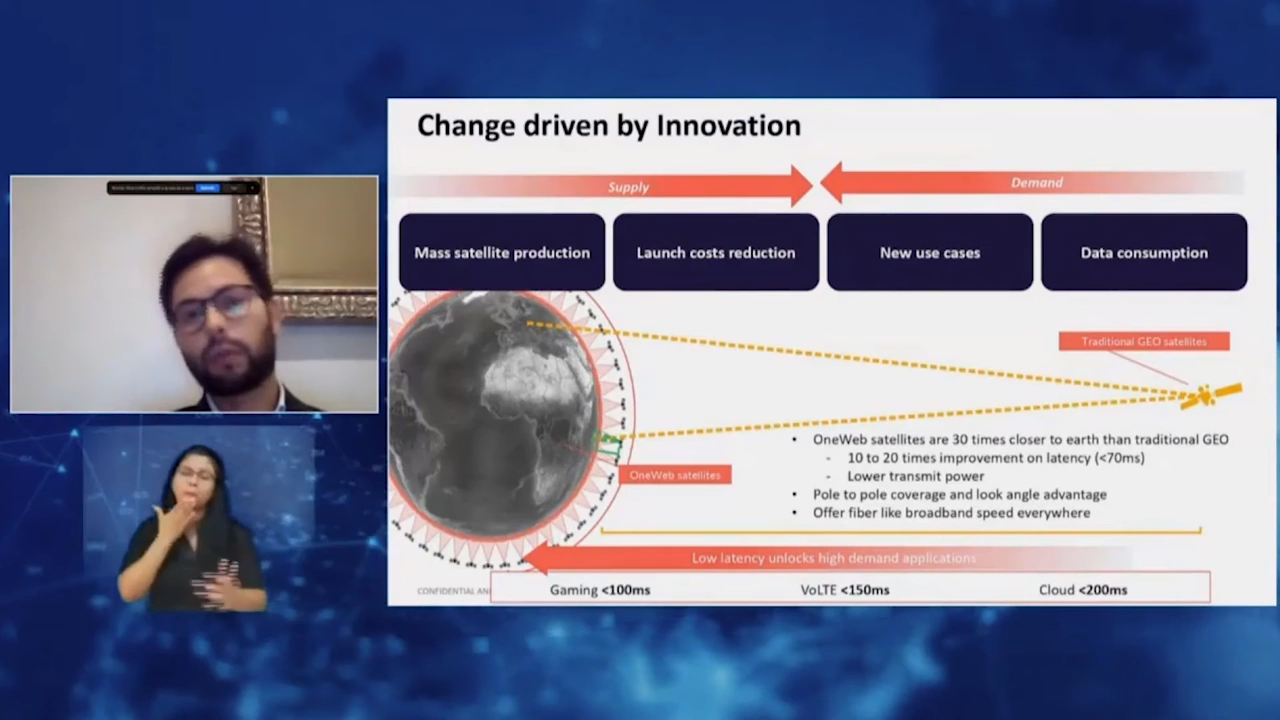 Change driven by Innovation
Supply
Demand
Mass satellite production
Launch costs reduction
New use cases
Data consumption
Traditional GEO satellites
• OneWeb satellites are 30 times closer to earth than traditional GEO
- 10 to 20 times improvement on latency (<70ms)
- Lower transmit power
OneWeb satellites
• Pole to pole coverage and look angle advantage
• Offer fiber like broadband speed everywhere
Low latency unlocks high demand applications
CONFIDENTIAL AN
Gaming <100ms
VoLTE <150ms
Cloud <200ms